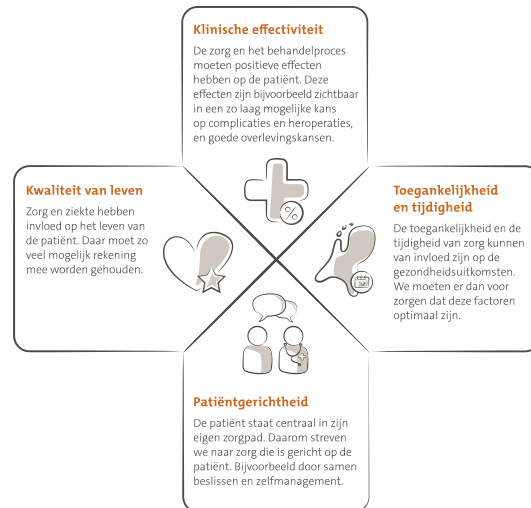 Klinische effectiviteit
De zorg en het behandelproces
moeten positieve effecten
hebben op de patiënt. Deze
effecten zijn bijvoorbeeld zichtbaar
in een zo laag mogelijke kans
op complicaties en heroperaties,
en goede overlevingskansen.
Kwaliteit van leven
Zorg en ziekte hebben
invloed op het leven van
de patiënt. Daar moet zo
veel mogelijk rekening
mee worden gehouden.
Toegankelijkheid
en tijdigheid
De toegankelijkheid en de
tijdigheid van zorg kunnen
van invloed zijn op de
gezondheidsuitkomsten.
We moeten er dan voor
zorgen dat deze factoren
optimaal zijn.
%
Patiëntgerichtheid
De patiënt staat centraal in zijn
eigen zorgpad. Daarom streven
we naar zorg die is gericht op de
patiënt. Bijvoorbeeld door samen
beslissen en zelfmanagement.